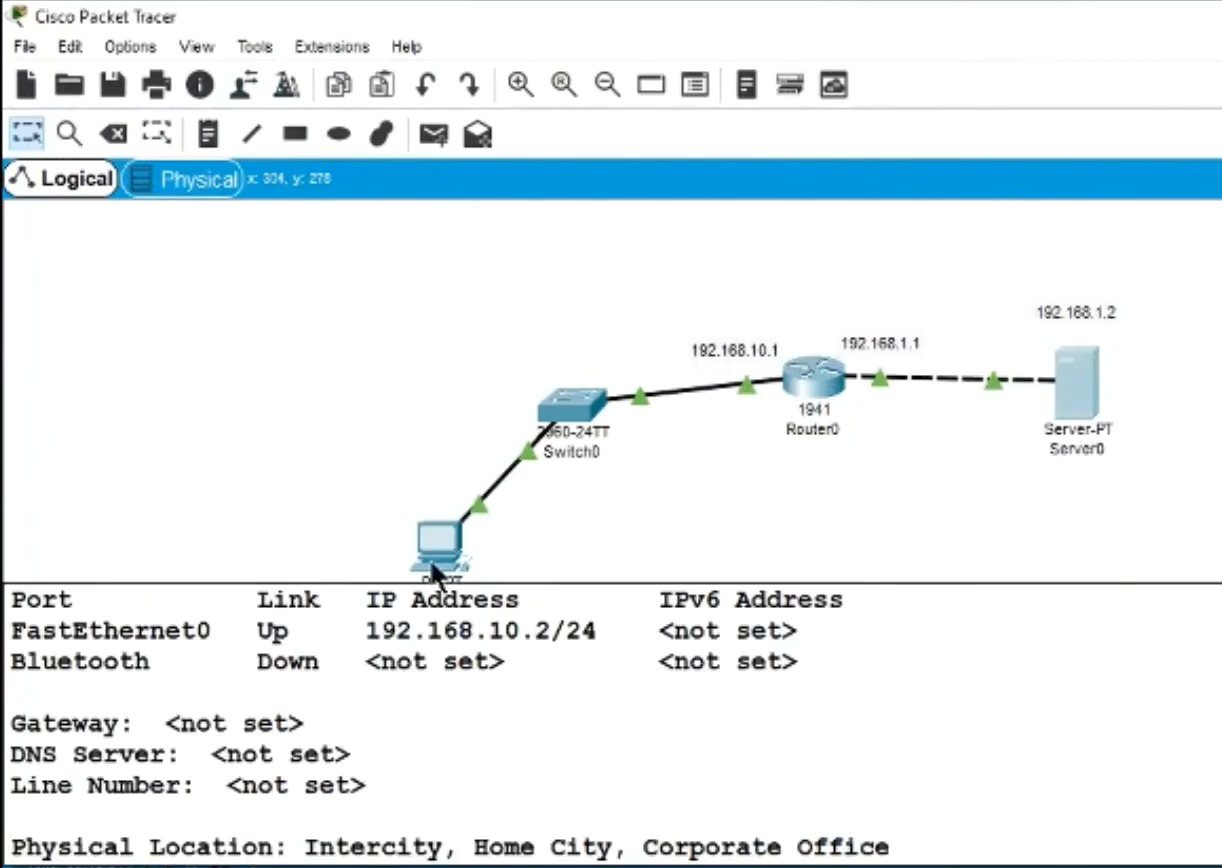 Cisco Packet Tracer
File Edit Options View Tools Extensions Help
Logical Physical x: 304, y: 278
192.168.1.2
192.168.10.1 192.168.1.1
1941
Router0
2960-24TT
Switch0
Server-PT
Server0
Port Link IP Address IPv6 Address
FastEthernet0 Up 192.168.10.2/24 <not set>
Bluetooth Down <not set> <not set>
Gateway: <not set>
DNS Server: <not set>
Line Number: <not set>
Physical Location: Intercity, Home City, Corporate Office